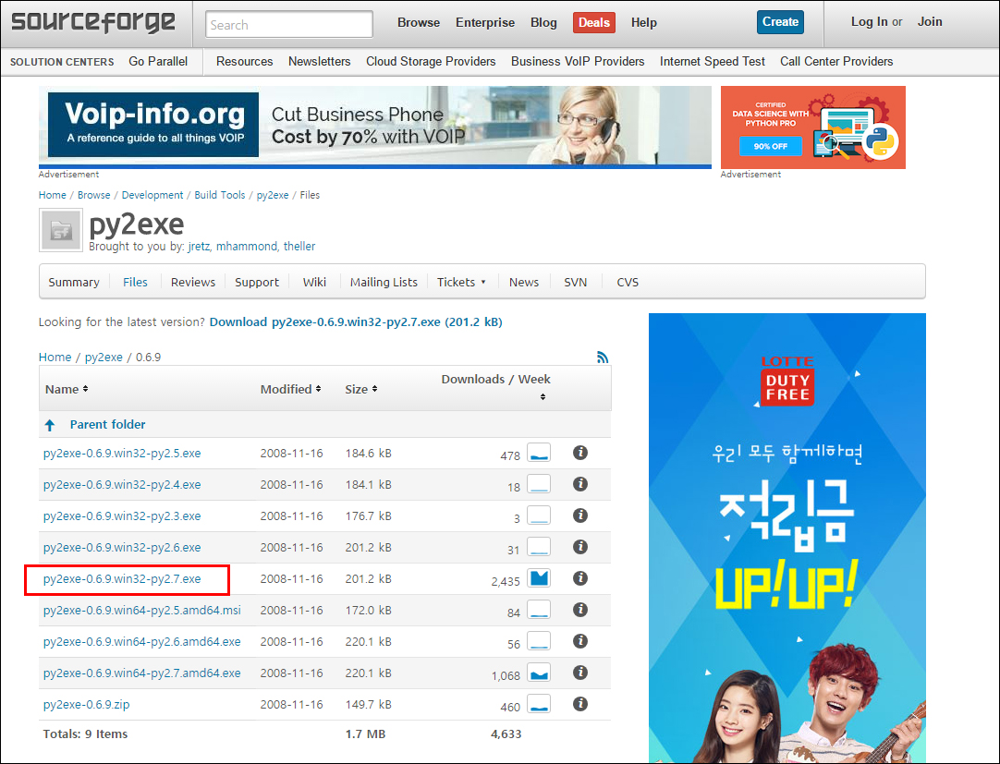 sourceforge
Search
Browse Enterprise Blog Deals Help
Create
Log In or Join
SOLUTION CENTERS Go Parallel Resources Newsletters Cloud Storage Providers Business VoIP Providers Internet Speed Test Call Center Providers
Voip-info.org
A reference guide to all things VOIP
Cut Business Phone
Cost by 70% with VOIP
Advertisement
CERTIFIED
DATA SCIENCE WITH
PYTHON PRO
90% OFF
Advertisement
Home / Browse / Development / Build Tools / py2exe / Files
sf
py2exe
Brought to you by: jretz, mhammond, theller
Summary Files Reviews Support Wiki Mailing Lists Tickets News SVN CVS
Looking for the latest version? Download py2exe-0.6.9.win32-py2.7.exe (201.2 kB)
Home / py2exe / 0.6.9
Name Modified Size Downloads / Week
Parent folder
py2exe-0.6.9.win32-py2.5.exe 2008-11-16 184.6 kB 478
py2exe-0.6.9.win32-py2.4.exe 2008-11-16 184.1 kB 18
py2exe-0.6.9.win32-py2.3.exe 2008-11-16 176.7 kB 3
py2exe-0.6.9.win32-py2.6.exe 2008-11-16 201.2 kB 31
py2exe-0.6.9.win32-py2.7.exe 2008-11-16 201.2 kB 2,435
py2exe-0.6.9.win64-py2.5.amd64.msi 2008-11-16 172.0 kB 84
py2exe-0.6.9.win64-py2.6.amd64.exe 2008-11-16 220.1 kB 56
py2exe-0.6.9.win64-py2.7.amd64.exe 2008-11-16 220.1 kB 1,068
py2exe-0.6.9.zip 2008-11-16 149.7 kB 460
Totals: 9 Items 1.7 MB 4,633
LOTTE
DUTY
FREE
우리 모두 함께하면
적립금
UP!UP!